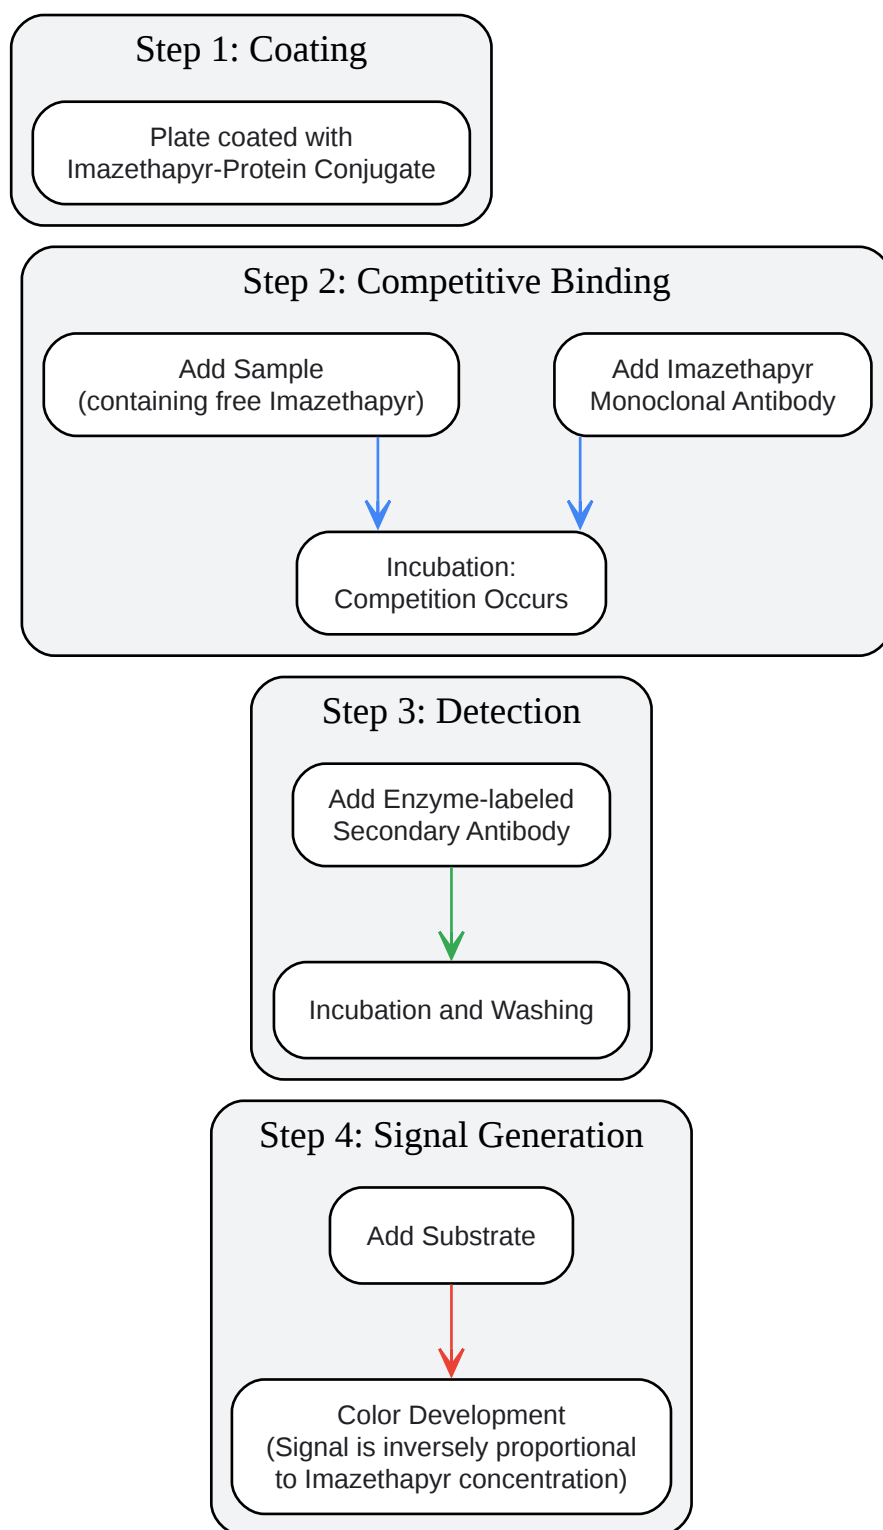 Step 1: Coating
Plate coated with
Imazethapyr-Protein Conjugate
Step 2: Competitive Binding
Add Sample
(containing free Imazethapyr)
Add Imazethapyr
Monoclonal Antibody
Incubation:
Competition Occurs
Step 3: Detection
Add Enzyme-labeled
Secondary Antibody
Incubation and Washing
Step 4: Signal Generation
Add Substrate
Color Development
(Signal is inversely proportional
to Imazethapyr concentration)